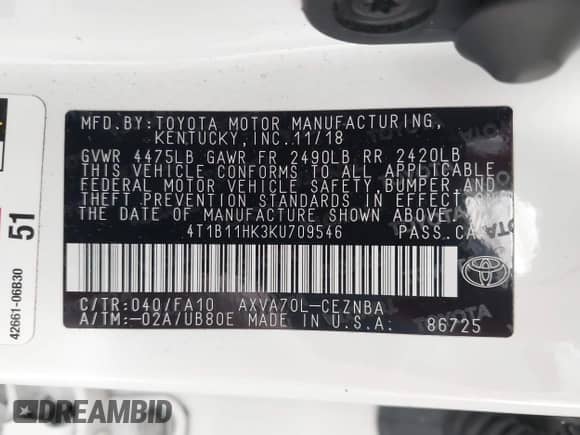 MFD.BY:TOYOTA MOTOR MANUFACTURING,
KENTUCKY,INC.11/18
GVWR 4475LB GAWR FR 2490LB RR 2420LB
THIS VEHICLE CONFORMS TO ALL APPLICABLE
FEDERAL MOTOR VEHICLE SAFETY,BUMPER,AND
THEFT PREVENTION STANDARDS IN EFFECT ON
THE DATE OF MANUFACTURE SHOWN ABOVE.
4T1B11HK3KU709546 PASS.CAR
TOYOTA
C/TR:040/FA10 AXVA70L-CEZNBA
A/TM:-02A/UB80E MADE IN U.S.A. 86725
51
42661-06B30
DREAMBID